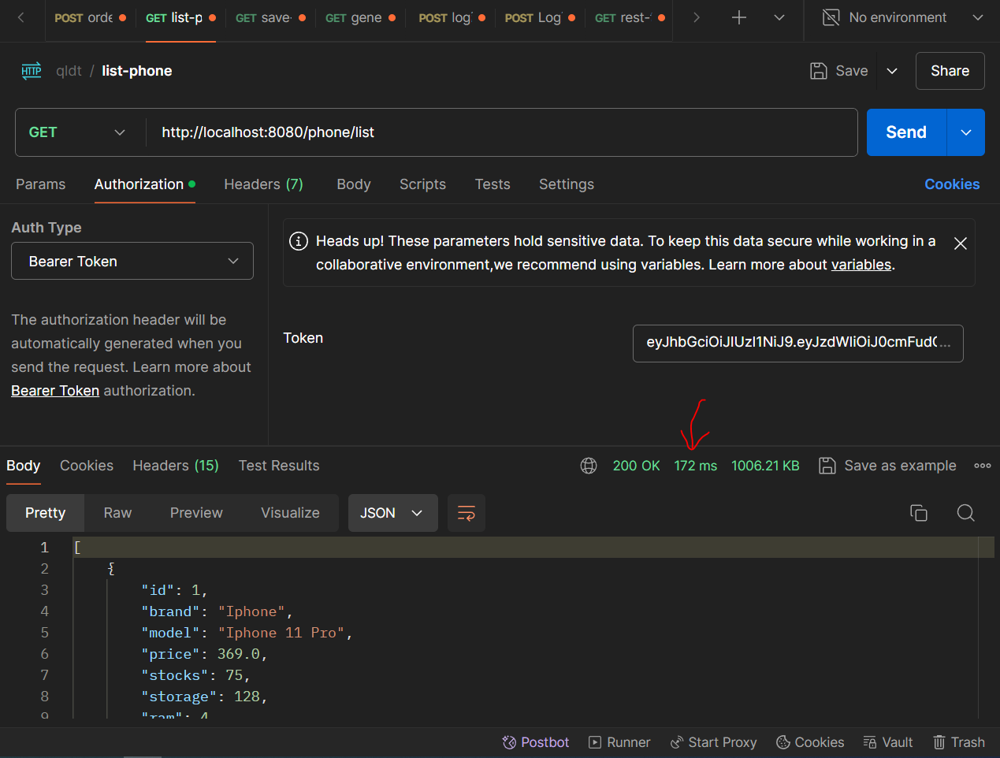 POST orde GET list-p GET save- GET gene POST log POST Log GET rest- No environment
HTTP qldt / list-phone Save Share
GET http://localhost:8080/phone/list Send
Params Authorization Headers (7) Body Scripts Tests Settings Cookies
Auth Type
Bearer Token
The authorization header will be
automatically generated when you
send the request. Learn more about
Bearer Token authorization.
Heads up! These parameters hold sensitive data. To keep this data secure while working in a
collaborative environment,we recommend using variables. Learn more about variables.
Token eyJhbGciOiJIUzI1NiJ9.eyJzdWIiOiJ0cmFud...
Body Cookies Headers (15) Test Results 200 OK 172 ms 1006.21 KB Save as example
Pretty Raw Preview Visualize JSON
1 [
2 {
3 "id": 1,
4 "brand": "Iphone",
5 "model": "Iphone 11 Pro",
6 "price": 369.0,
7 "stocks": 75,
8 "storage": 128,
9 "ram": 4
Postbot Runner Start Proxy Cookies Vault Trash